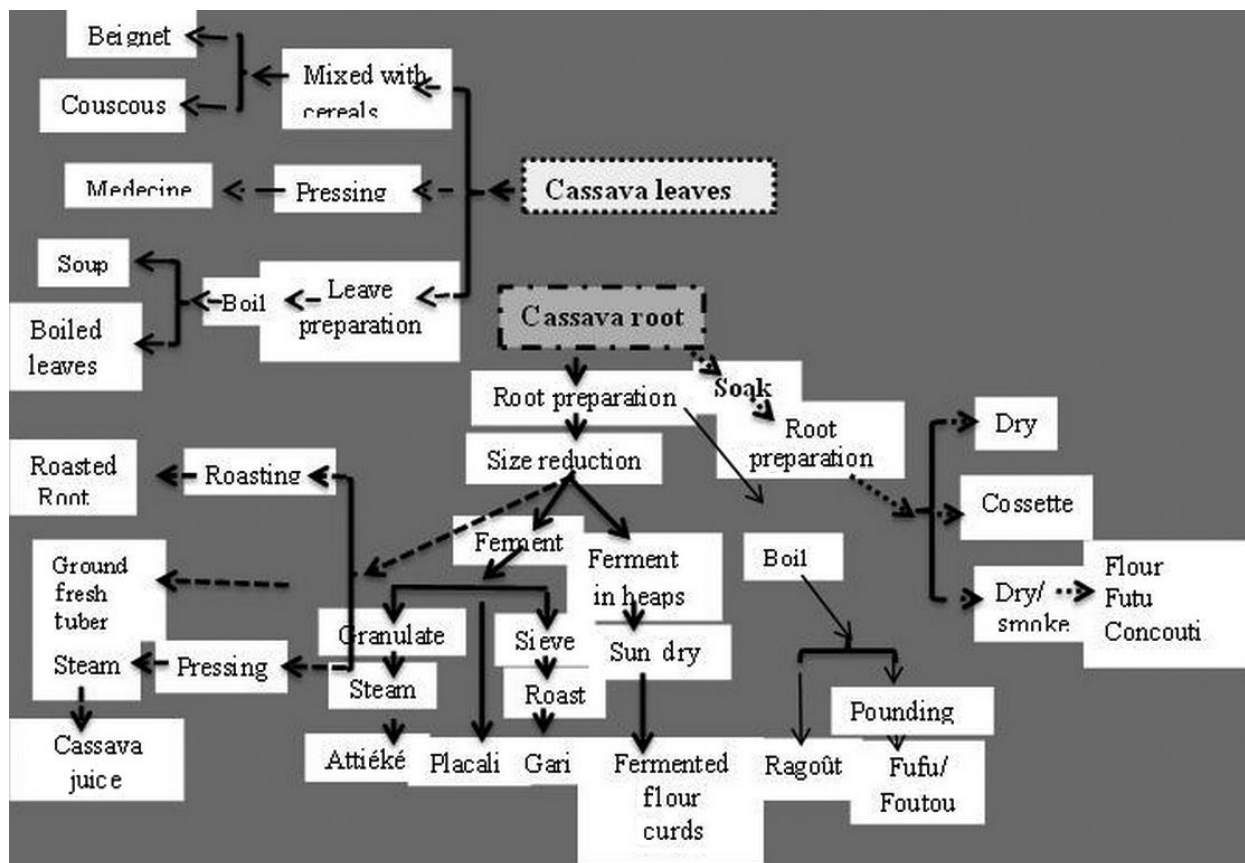 Beignet
Couscous
Mixed with
cereals
Medecine
Pressing
Cassava leaves
Soup
Boiled
leaves
Boil
Leave
preparation
Cassava root
Root preparation
Soak
Root
preparation
Size reduction
Dry
Cossette
Dry/
smoke
Flour
Futu
Concouti
Roasted
Root
Roasting
Ground
fresh
tuber
Steam
Pressing
Cassava
juice
Ferment
Ferment
in heaps
Boil
Granulate
Sieve
Sun dry
Steam
Roast
Pounding
Attiéké
Placali
Gari
Fermented
flour
curds
Ragoût
Fufu/
Foutou